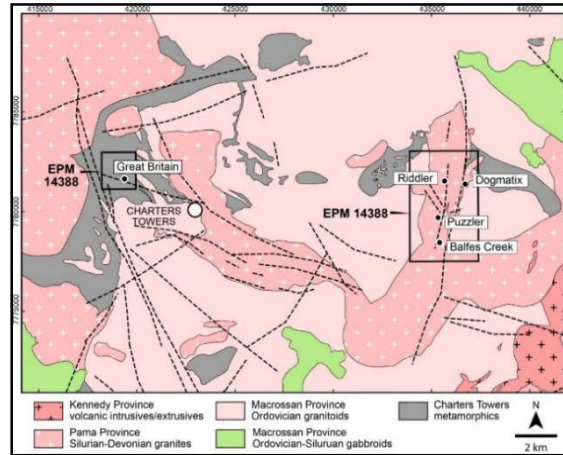 415000 420000 425000 430000 435000 440000
7785000
7780000
7775000
EPM
14388
Great Britain
CHARTERS
TOWERS
Riddler
Dogmatix
EPM 14388
Puzzler
Balfes Creek
Kennedy Province
volcanic intrusives/extrusives
Pama Province
Silurian-Devonian granites
Macrossan Province
Ordovician granitoids
Macrossan Province
Ordovician-Siluruan gabbroids
Charters Towers
metamorphics
N
2 km